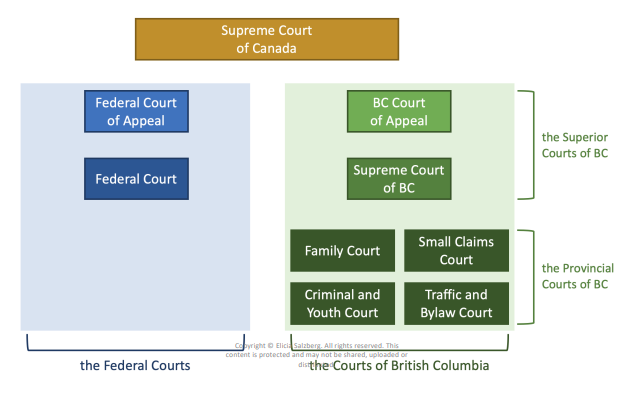 Supreme Court
of Canada
Federal Court
of Appeal
BC Court
of Appeal
the Superior
Courts of BC
Federal Court
Supreme Court
of BC
Family Court
Small Claims
Court
the Provincial
Courts of BC
Criminal and
Youth Court
Traffic and
Bylaw Court
Copyright © Elicia Salzberg. All rights reserved. This
content is protected and may not be shared, uploaded or
the Federal Courts
the Courts of British Columbia